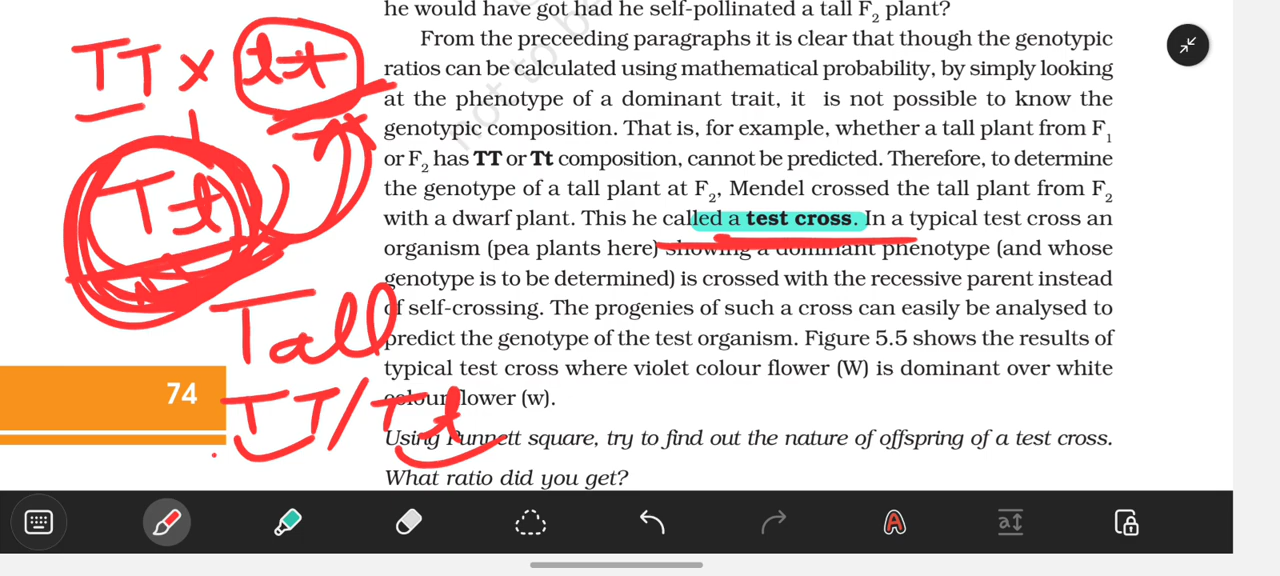 he would have got had he self-pollinated a tall F₂ plant?
From the preceeding paragraphs it is clear that though the genotypic
ratios can be calculated using mathematical probability, by simply looking
at the phenotype of a dominant trait, it is not possible to know the
genotypic composition. That is, for example, whether a tall plant from F₁
or F₂ has TT or Tt composition, cannot be predicted. Therefore, to determine
the genotype of a tall plant at F₂, Mendel crossed the tall plant from F₂
with a dwarf plant. This he called a test cross. In a typical test cross an
organism (pea plants here) showing a dominant phenotype (and whose
genotype is to be determined) is crossed with the recessive parent instead
of self-crossing. The progenies of such a cross can easily be analysed to
predict the genotype of the test organism. Figure 5.5 shows the results of
typical test cross where violet colour flower (W) is dominant over white
colour flower (w).
Using Punnett square, try to find out the nature of offspring of a test cross.
What ratio did you get?
TT × tt
Tt
Tall
TT/Tt
74
not to b
A
a